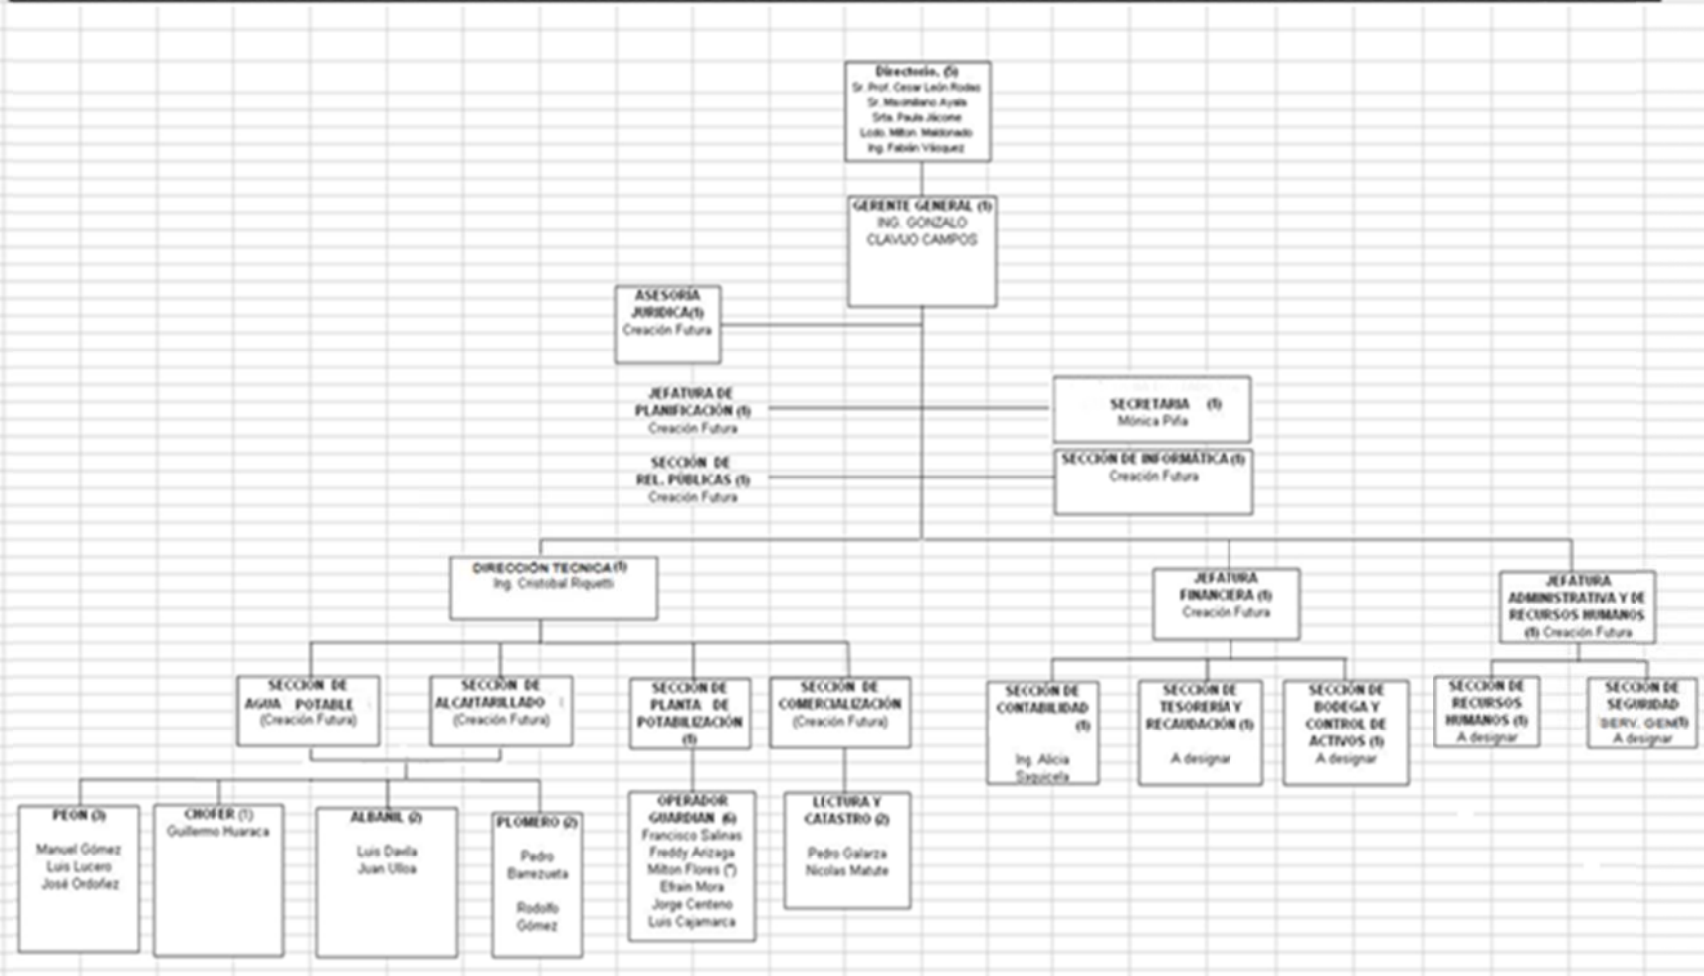 Directorio. (5)
Sr. Prof. Cesar León Rodas
Sr. Maximiliano Ayala
Srta. Paula Jácome
Lcdo. Milton Maldonado
Ing. Fabián Vásquez
GERENTE GENERAL (1)
ING. GONZALO
CLAVIJO CAMPOS
ASESORÍA
JURIDICA(1)
Creación Futura
JEFATURA DE
PLANIFICACIÓN (1)
Creación Futura
SECRETARIA (1)
Mónica Piña
SECCIÓN DE
REL. PÚBLICAS (1)
Creación Futura
SECCIÓN DE INFORMÁTICA (1)
Creación Futura
DIRECCIÓN TECNICA (1)
Ing. Cristobal Riquetti
JEFATURA
FINANCIERA (1)
Creación Futura
JEFATURA
ADMINISTRATIVA Y DE
RECURSOS HUMANOS
(1) Creación Futura
SECCIÓN DE
AGUA POTABLE
(Creación Futura)
SECCIÓN DE
ALCAITARILLADO
(Creación Futura)
SECCIÓN DE
PLANTA DE
POTABILIZACIÓN
(1)
SECCIÓN DE
COMERCIALIZACIÓN
(Creación Futura)
SECCIÓN DE
CONTABILIDAD
(1)
Ing. Alicia
Siquicela
SECCIÓN DE
TESORERÍA Y
RECAUDACIÓN (1)
A designar
SECCIÓN DE
BODEGA Y
CONTROL DE
ACTIVOS (1)
A designar
SECCIÓN DE
RECURSOS
HUMANOS (1)
A designar
SECCIÓN DE
SEGURIDAD
SERV. GEN(1)
A designar
PEON (3)
Manuel Gómez
Luis Lucero
José Ordoñez
CHOFER (1)
Guillermo Huaraca
ALBAÑIL (2)
Luis Davila
Juan Ulloa
PLOMERO (2)
Pedro
Barrezueta
Rodolfo
Gómez
OPERADOR
GUARDIAN (6)
Francisco Salinas
Freddy Arizaga
Milton Flores (*)
Efrain Mora
Jorge Centeno
Luis Cajamarca
LECTURA Y
CATASTRO (2)
Pedro Galarza
Nicolas Matute